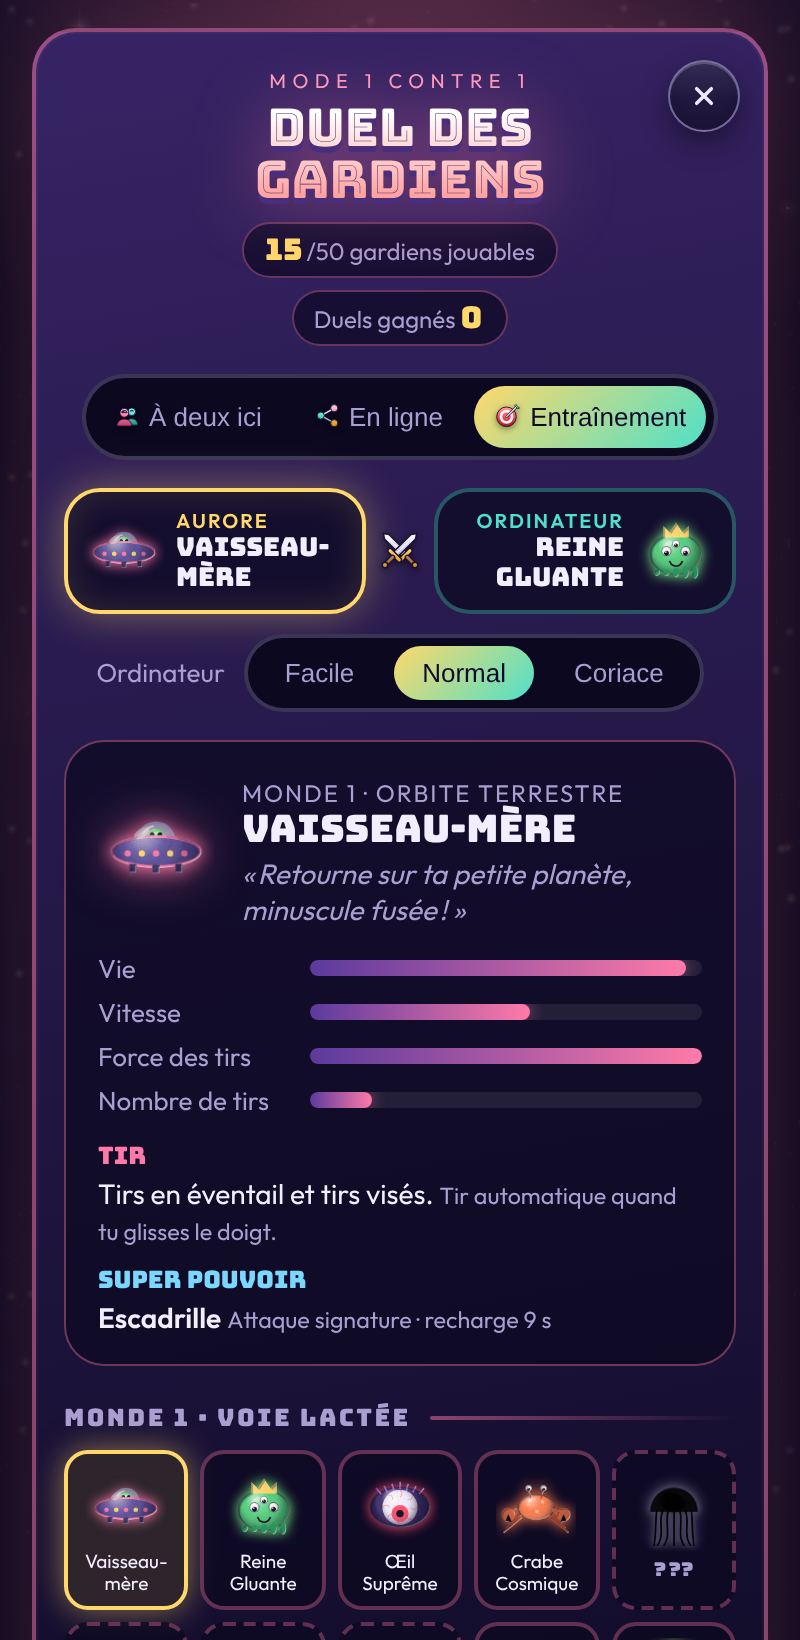 MODE 1 CONTRE 1
DUEL DES
GARDIENS
15 /50 gardiens jouables
Duels gagnés 0
À deux ici
En ligne
Entraînement
AURORE
VAISSEAU-
MÈRE
ORDINATEUR
REINE
GLUANTE
Ordinateur
Facile
Normal
Coriace
MONDE 1 · ORBITE TERRESTRE
VAISSEAU-MÈRE
« Retourne sur ta petite planète,
minuscule fusée ! »
Vie
Vitesse
Force des tirs
Nombre de tirs
TIR
Tirs en éventail et tirs visés. Tir automatique quand
tu glisses le doigt.
SUPER POUVOIR
Escadrille Attaque signature · recharge 9 s
MONDE 1 · VOIE LACTÉE
Vaisseau-
mère
Reine
Gluante
Œil
Suprême
Crabe
Cosmique
???